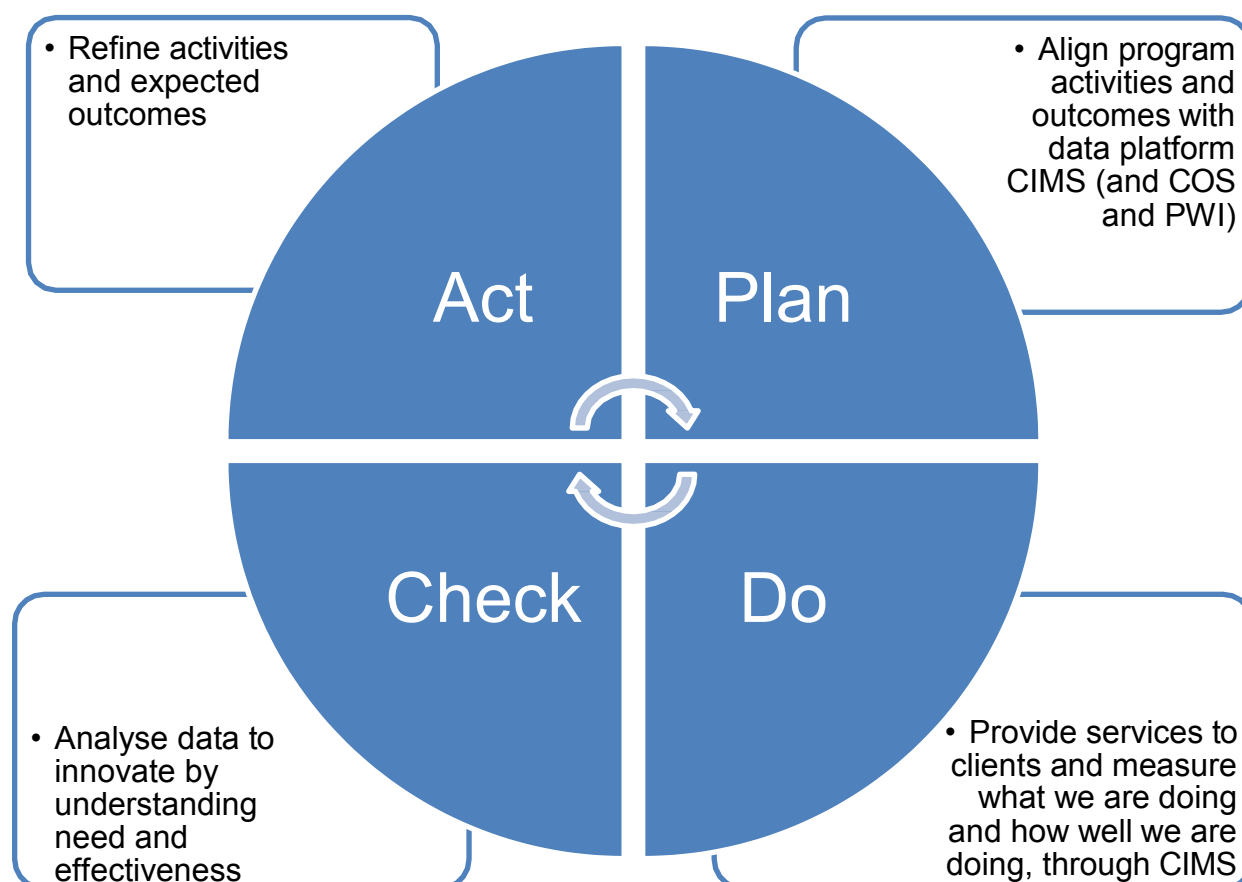 • Refine activities
and expected
outcomes
• Align program
activities and
outcomes with
data platform
CIMS (and COS
and PWI)
Act
Plan
Check
Do
• Analyse data to
innovate by
understanding
need and
effectiveness
• Provide services to
clients and measure
what we are doing
and how well we are
doing, through CIMS